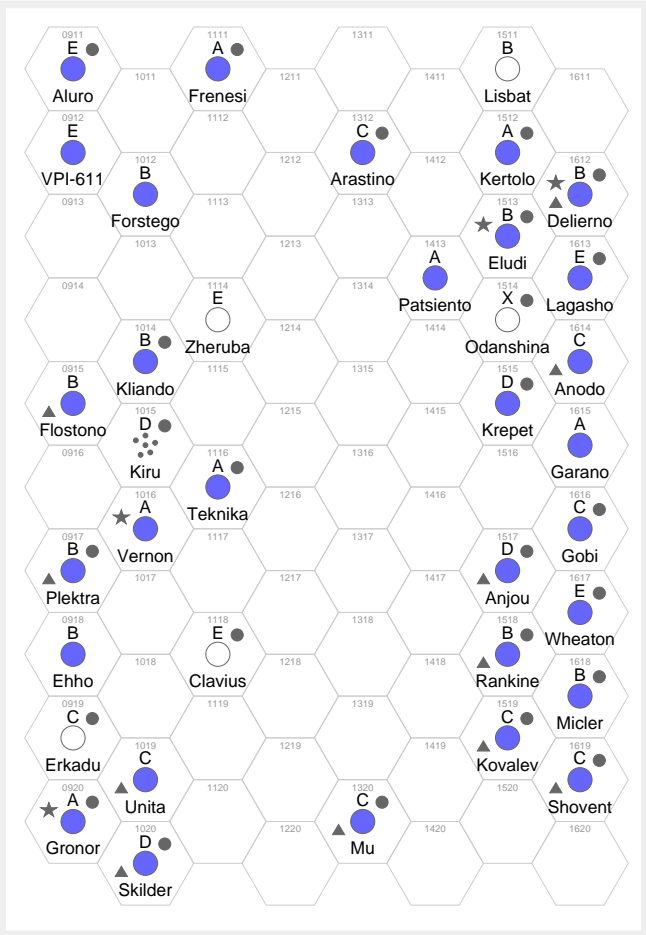 0911 1111 1311 1511
E A B
1011 1211 1411 1611
Aluro Frenesi Lisbat
0912 1112 1312 1512
E C A
1012 1212 1412 1612
VPI-611 B Arastino Kertolo B
0913 1113 1313 1513
Forstego B Delierno
1013 1213 1413 1613
A Eludi E
0914 1114 1314 1514
E Patsiento X Lagasho
1014 1214 1414 1614
B Zheruba Odanshina C
0915 1115 1315 1515
B Kliando D Anodo
1015 1215 1415 1615
Flostono D Krepet A
0916 1116 1316 1516
Kiru A Garano
1016 1216 1416 1616
A Teknika C
0917 1117 1317 1517
B Vernon D Gobi
1017 1217 1417 1617
Plektra Anjou E
0918 1118 1318 1518
B E B Wheaton
1018 1218 1418 1618
Ehho Clavius Rankine B
0919 1119 1319 1519
C C Micler
1019 1219 1419 1619
Erkadu C Kovalev C
0920 1120 1320 1520
A Unita C Shovent
1020 1220 1420 1620
Gronor D Mu
Skilder